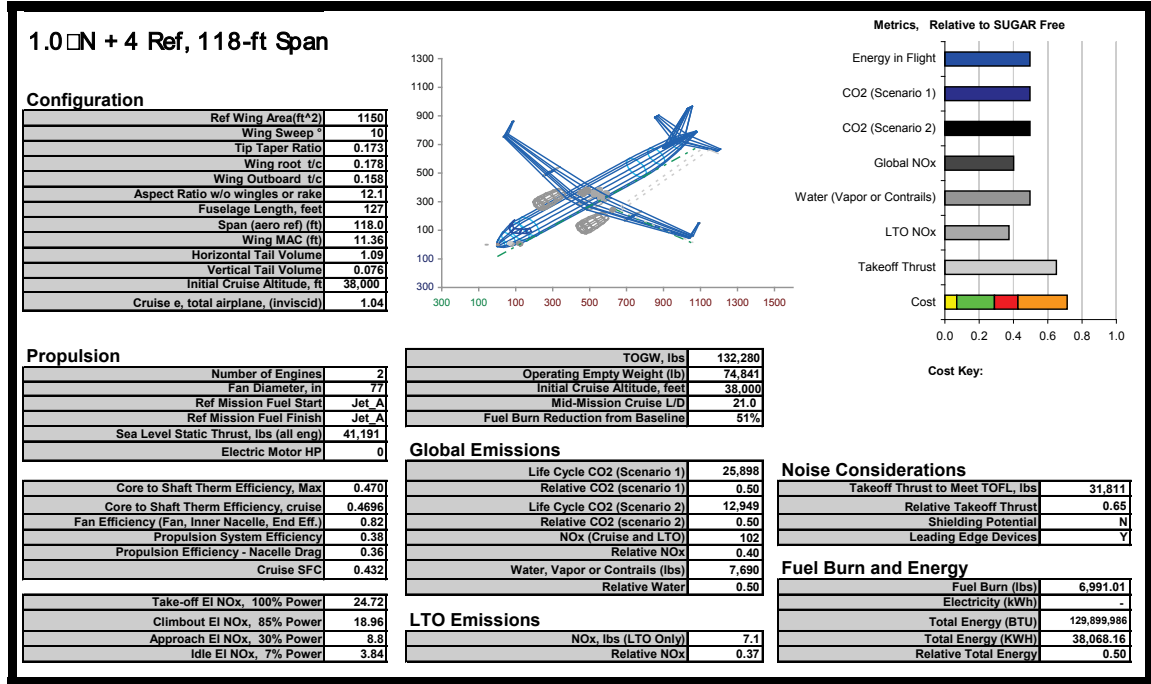 1.0 □N + 4 Ref, 118-ft Span
Configuration
Ref Wing Area(ft^2) 1150
Wing Sweep ° 10
Tip Taper Ratio 0.173
Wing root t/c 0.178
Wing Outboard t/c 0.158
Aspect Ratio w/o wingles or rake 12.1
Fuselage Length, feet 127
Span (aero ref) (ft) 118.0
Wing MAC (ft) 11.36
Horizontal Tail Volume 1.09
Vertical Tail Volume 0.076
Initial Cruise Altitude, ft 38,000
Cruise e, total airplane, (inviscid) 1.04
1300
1100
900
700
500
300
100
100
300
300 100 100 300 500 700 900 1100 1300 1500
Metrics, Relative to SUGAR Free
Energy in Flight
CO2 (Scenario 1)
CO2 (Scenario 2)
Global NOx
Water (Vapor or Contrails)
LTO NOx
Takeoff Thrust
Cost
0.0 0.2 0.4 0.6 0.8 1.0
Cost Key:
Propulsion
Number of Engines 2
Fan Diameter, in 77
Ref Mission Fuel Start Jet_A
Ref Mission Fuel Finish Jet_A
Sea Level Static Thrust, lbs (all eng) 41,191
Electric Motor HP 0
Core to Shaft Therm Efficiency, Max 0.470
Core to Shaft Therm Efficiency, cruise 0.4696
Fan Efficiency (Fan, Inner Nacelle, End Eff.) 0.82
Propulsion System Efficiency 0.38
Propulsion Efficiency - Nacelle Drag 0.36
Cruise SFC 0.432
Take-off EI NOx, 100% Power 24.72
Climbout EI NOx, 85% Power 18.96
Approach EI NOx, 30% Power 8.8
Idle EI NOx, 7% Power 3.84
TOGW, lbs 132,280
Operating Empty Weight (lb) 74,841
Initial Cruise Altitude, feet 38,000
Mid-Mission Cruise L/D 21.0
Fuel Burn Reduction from Baseline 51%
Global Emissions
Life Cycle CO2 (Scenario 1) 25,898
Relative CO2 (scenario 1) 0.50
Life Cycle CO2 (Scenario 2) 12,949
Relative CO2 (scenario 2) 0.50
NOx (Cruise and LTO) 102
Relative NOx 0.40
Water, Vapor or Contrails (lbs) 7,690
Relative Water 0.50
LTO Emissions
NOx, lbs (LTO Only) 7.1
Relative NOx 0.37
Noise Considerations
Takeoff Thrust to Meet TOFL, lbs 31,811
Relative Takeoff Thrust 0.65
Shielding Potential N
Leading Edge Devices Y
Fuel Burn and Energy
Fuel Burn (lbs) 6,991.01
Electricity (kWh) -
Total Energy (BTU) 129,899,986
Total Energy (KWH) 38,068.16
Relative Total Energy 0.50